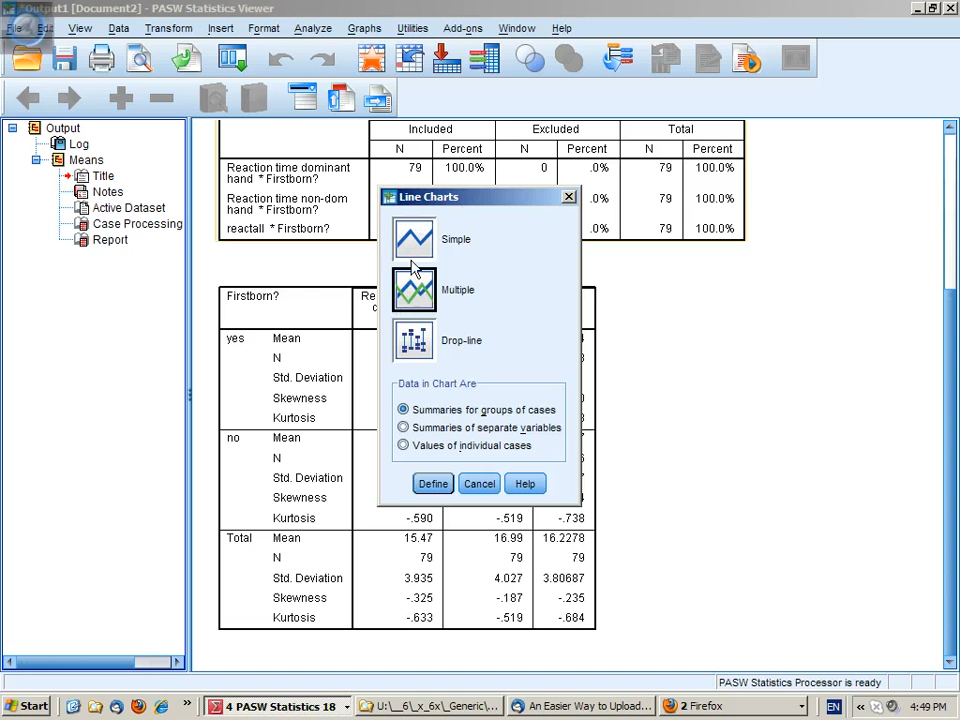 *Output1 [Document2] - PASW Statistics Viewer
File Edit View Data Transform Insert Format Analyze Graphs Utilities Add-ons Window Help
Output
Log
Means
Title
Notes
Active Dataset
Case Processing
Report
Included Excluded Total
N Percent N Percent N Percent
Reaction time dominant hand * Firstborn? 79 100.0% 0 .0% 79 100.0%
Reaction time non-dom hand * Firstborn? .0% 79 100.0%
reactall * Firstborn? .0% 79 100.0%
Line Charts
Simple
Multiple
Drop-line
Data in Chart Are
Summaries for groups of cases
Summaries of separate variables
Values of individual cases
Define Cancel Help
Firstborn?
yes Mean
N
Std. Deviation
Skewness
Kurtosis
no Mean
N
Std. Deviation
Skewness
Kurtosis -.590 -.519 -.738
Total Mean 15.47 16.99 16.2278
N 79 79 79
Std. Deviation 3.935 4.027 3.80687
Skewness -.325 -.187 -.235
Kurtosis -.633 -.519 -.684
PASW Statistics Processor is ready
Start » 4 PASW Statistics 18 U:\__6\_x_6x\_Generic\... An Easier Way to Upload... 2 Firefox EN « 4:49 PM